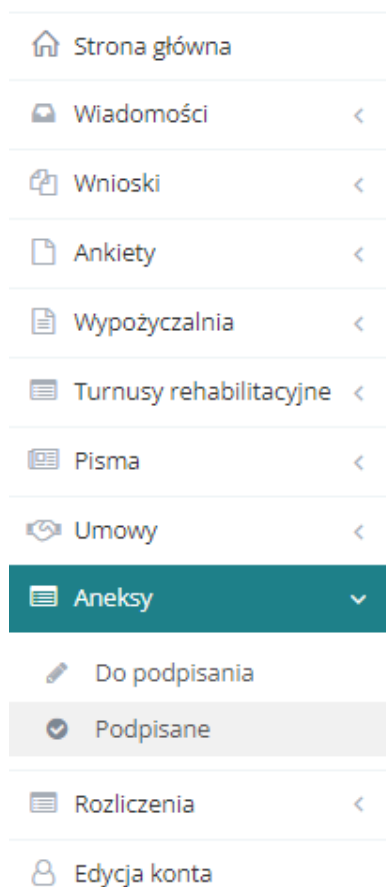 Strona główna
Wiadomości
Wnioski
Ankiety
Wypożyczalnia
Turnusy rehabilitacyjne
Pisma
Umowy
Aneksy
Do podpisania
Podpisane
Rozliczenia
Edycja konta